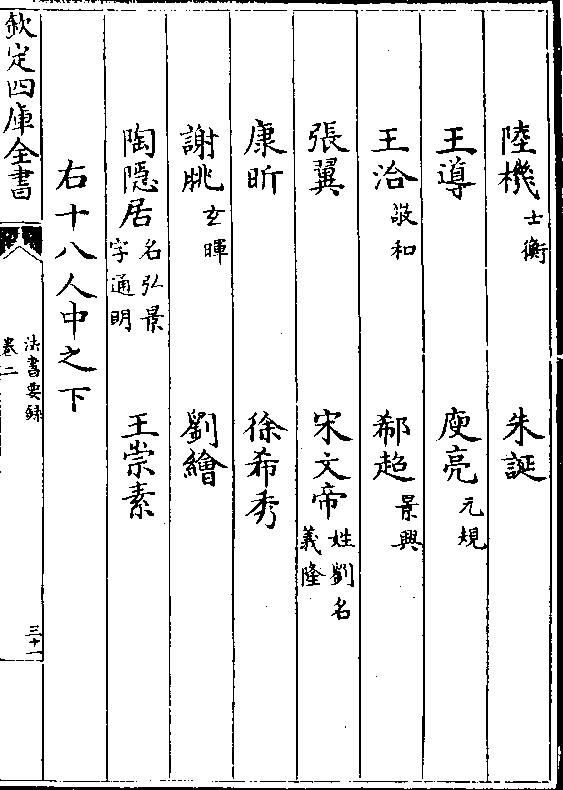 陸機士衡　朱誕
王導　庾亮元規
王洽敬和　郗超景興
張翼　宋文帝姓劉名義隆
康昕　徐希秀
謝朓玄暉　劉繪
陶隠居名弘景字通明　王崇素
右十八人中之下
欽定四庫全書
法書要録
卷二
三十一